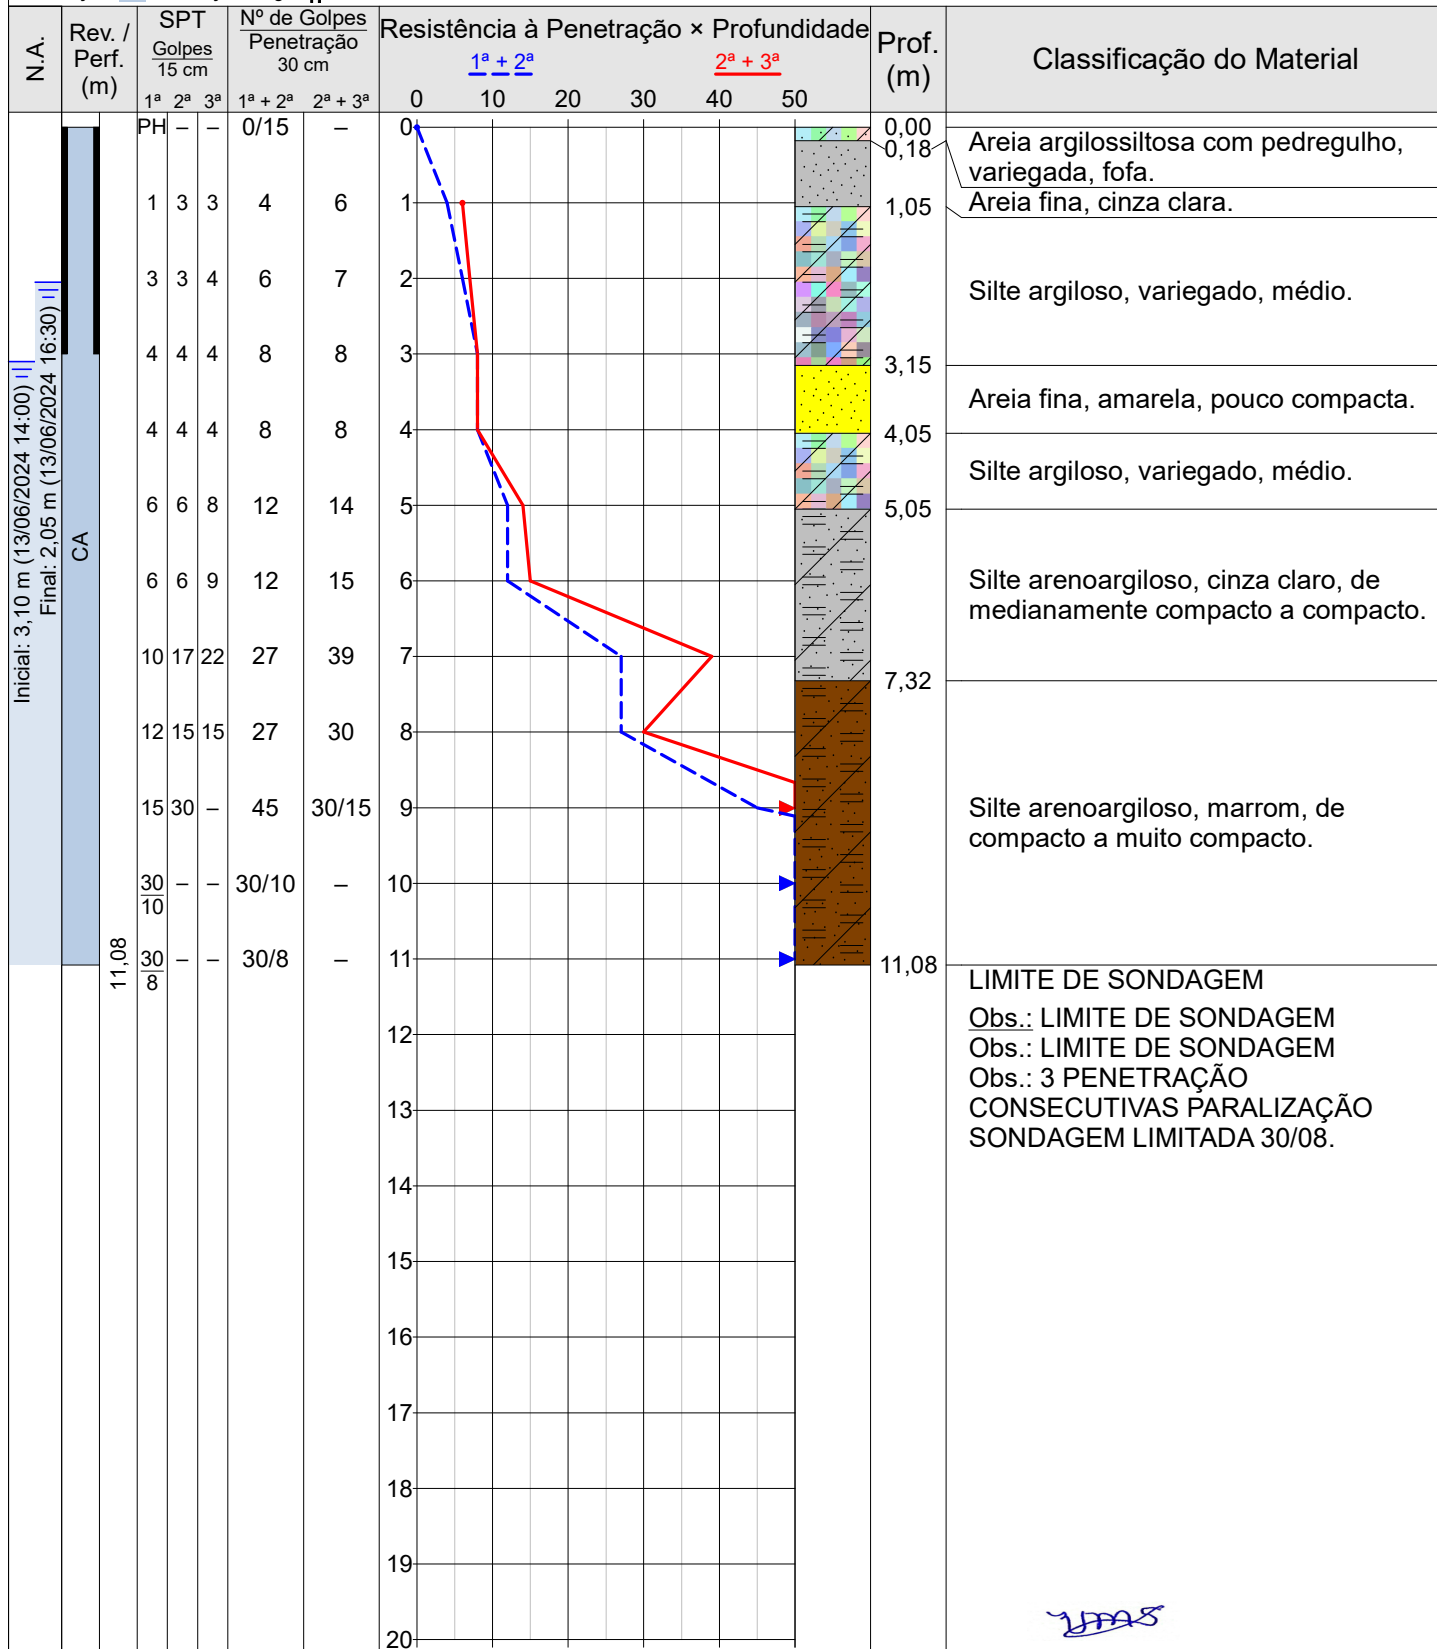 N.A.
Rev. /
Perf.
(m)
SPT
Golpes
15 cm
1ª 2ª 3ª
Nº de Golpes
Penetração
30 cm
1ª + 2ª 2ª + 3ª
Resistência à Penetração × Profundidade
1ª + 2ª 2ª + 3ª
0 10 20 30 40 50
Prof.
(m)
Classificação do Material
PH – – 0/15 – 0 0,00
0,18
Areia argilossiltosa com pedregulho,
variegada, fofa.
1 3 3 4 6 1 1,05
Areia fina, cinza clara.
3 3 4 6 7 2
Silte argiloso, variegado, médio.
4 4 4 8 8 3 3,15
Areia fina, amarela, pouco compacta.
4 4 4 8 8 4 4,05
Silte argiloso, variegado, médio.
6 6 8 12 14 5 5,05
6 6 9 12 15 6
Silte arenoargiloso, cinza claro, de
medianamente compacto a compacto.
10 17 22 27 39 7 7,32
12 15 15 27 30 8
15 30 – 45 30/15 9
Silte arenoargiloso, marrom, de
compacto a muito compacto.
30
10 – – 30/10 – 10
30
8 – – 30/8 – 11 11,08
Inicial: 3,10 m (13/06/2024 14:00)
Final: 2,05 m (13/06/2024 16:30)
CA
11,08
LIMITE DE SONDAGEM
Obs.: LIMITE DE SONDAGEM
Obs.: LIMITE DE SONDAGEM
Obs.: 3 PENETRAÇÃO
CONSECUTIVAS PARALIZAÇÃO
SONDAGEM LIMITADA 30/08.
12
13
14
15
16
17
18
19
20